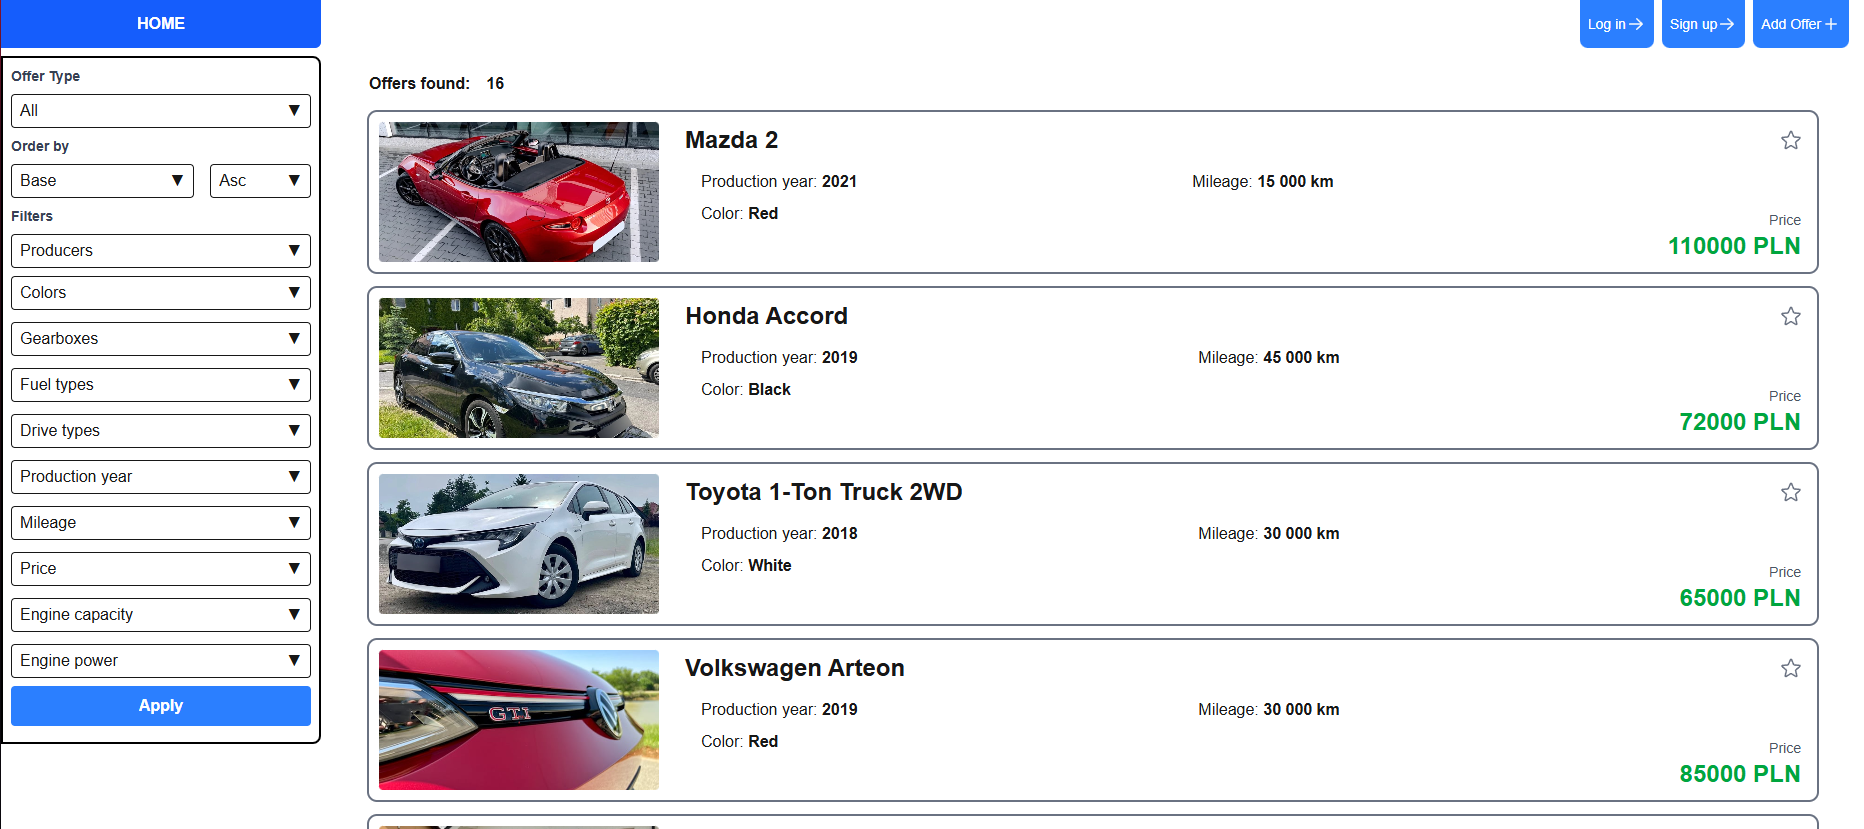 HOME
Log in
Sign up
Add Offer
Offer Type
All ▼
Order by
Base ▼ Asc ▼
Filters
Producers ▼
Colors ▼
Gearboxes ▼
Fuel types ▼
Drive types ▼
Production year ▼
Mileage ▼
Price ▼
Engine capacity ▼
Engine power ▼
Apply
Offers found: 16
Mazda 2
Production year: 2021 Mileage: 15 000 km
Color: Red
Price
110000 PLN
Honda Accord
Production year: 2019 Mileage: 45 000 km
Color: Black
Price
72000 PLN
Toyota 1-Ton Truck 2WD
Production year: 2018 Mileage: 30 000 km
Color: White
Price
65000 PLN
GTI
Volkswagen Arteon
Production year: 2019 Mileage: 30 000 km
Color: Red
Price
85000 PLN